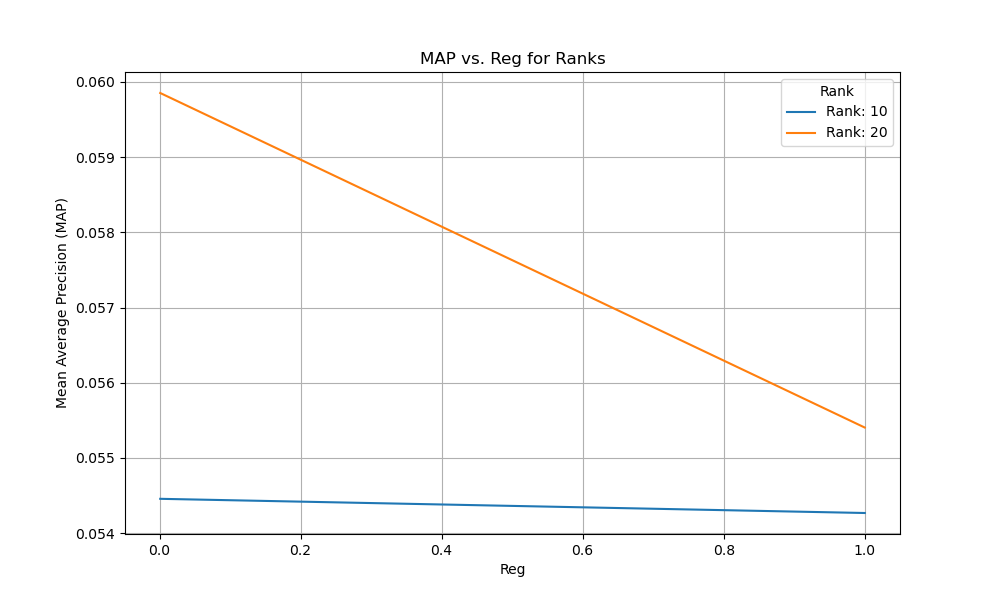 MAP vs. Reg for Ranks
Rank
Rank: 10
Rank: 20
Mean Average Precision (MAP)
0.060
0.059
0.058
0.057
0.056
0.055
0.054
0.0 0.2 0.4 0.6 0.8 1.0
Reg